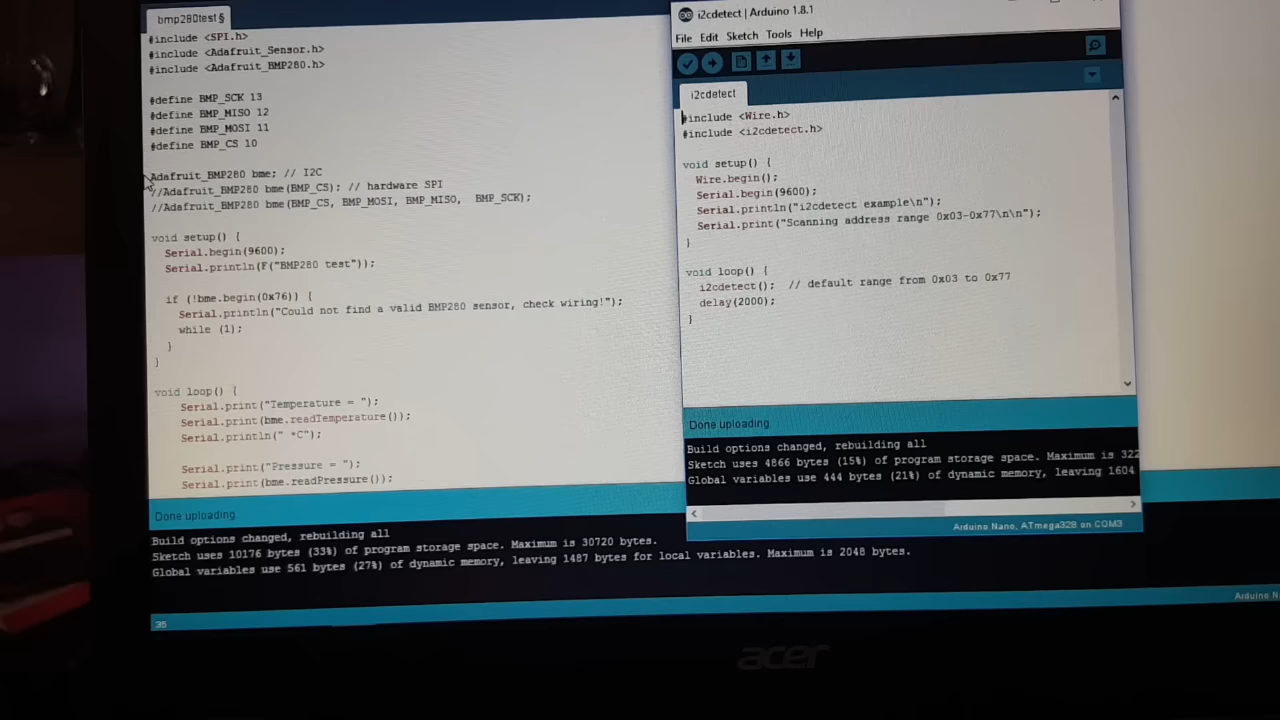 bmp280test §
#include <SPI.h>
#include <Adafruit_Sensor.h>
#include <Adafruit_BMP280.h>
#define BMP_SCK 13
#define BMP_MISO 12
#define BMP_MOSI 11
#define BMP_CS 10
Adafruit_BMP280 bme; // I2C
//Adafruit_BMP280 bme(BMP_CS); // hardware SPI
//Adafruit_BMP280 bme(BMP_CS, BMP_MOSI, BMP_MISO,  BMP_SCK);
void setup() {
Serial.begin(9600);
Serial.println(F("BMP280 test"));
if (!bme.begin(0x76)) {
Serial.println("Could not find a valid BMP280 sensor, check wiring!");
while (1);
}
}
void loop() {
Serial.print("Temperature = ");
Serial.print(bme.readTemperature());
Serial.println(" *C");
Serial.print("Pressure = ");
Serial.print(bme.readPressure());
Done uploading
Build options changed, rebuilding all
Sketch uses 10176 bytes (33%) of program storage space. Maximum is 30720 bytes.
Global variables use 561 bytes (27%) of dynamic memory, leaving 1487 bytes for local variables. Maximum is 2048 bytes.
35
Arduino Na
i2cdetect | Arduino 1.8.1
File Edit Sketch Tools Help
i2cdetect
#include <Wire.h>
#include <i2cdetect.h>
void setup() {
Wire.begin();
Serial.begin(9600);
Serial.println("i2cdetect example\n");
Serial.print("Scanning address range 0x03-0x77\n\n");
}
void loop() {
i2cdetect();  // default range from 0x03 to 0x77
delay(2000);
}
Done uploading
Build options changed, rebuilding all
Sketch uses 4866 bytes (15%) of program storage space. Maximum is 322
Global variables use 444 bytes (21%) of dynamic memory, leaving 1604
Arduino Nano, ATmega328 on COM3
acer